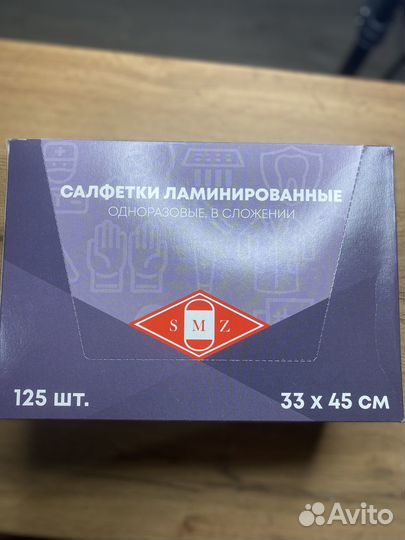 САЛФЕТКИ ЛАМИНИРОВАННЫЕ
ОДНОРАЗОВЫЕ, В СЛОЖЕНИИ
S M Z
125 ШТ.
33 X 45 СМ
Avito